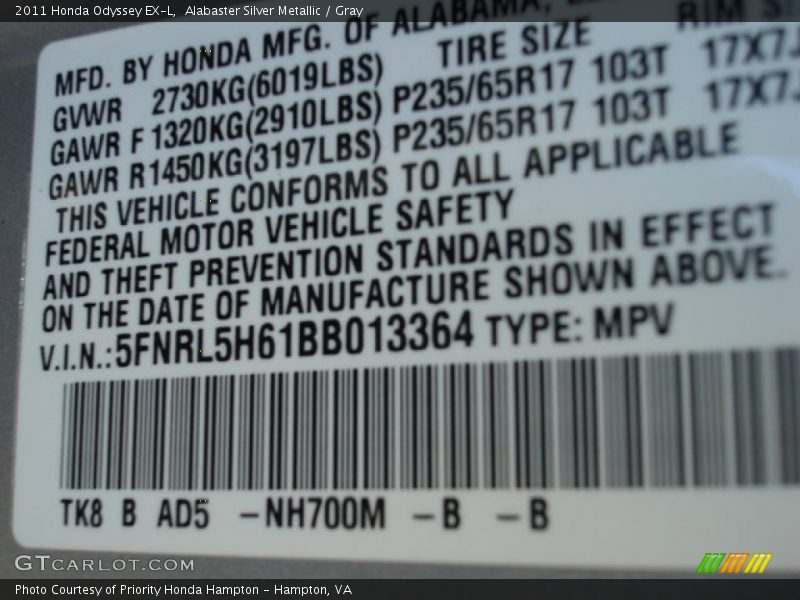 2011 Honda Odyssey EX-L, Alabaster Silver Metallic / Gray
MFD. BY HONDA MFG. OF ALABAMA,
TIRE SIZE RIM
GVWR 2730KG(6019LBS)
GAWR F 1320KG(2910LBS) P235/65R17 103T 17X7J
GAWR R1450KG(3197LBS) P235/65R17 103T 17X7J
THIS VEHICLE CONFORMS TO ALL APPLICABLE
FEDERAL MOTOR VEHICLE SAFETY
AND THEFT PREVENTION STANDARDS IN EFFECT
ON THE DATE OF MANUFACTURE SHOWN ABOVE.
V.I.N.:5FNRL5H61BB013364 TYPE: MPV
TK8 B AD5 -NH700M -B -B
GTCARLOT.COM
Photo Courtesy of Priority Honda Hampton - Hampton, VA